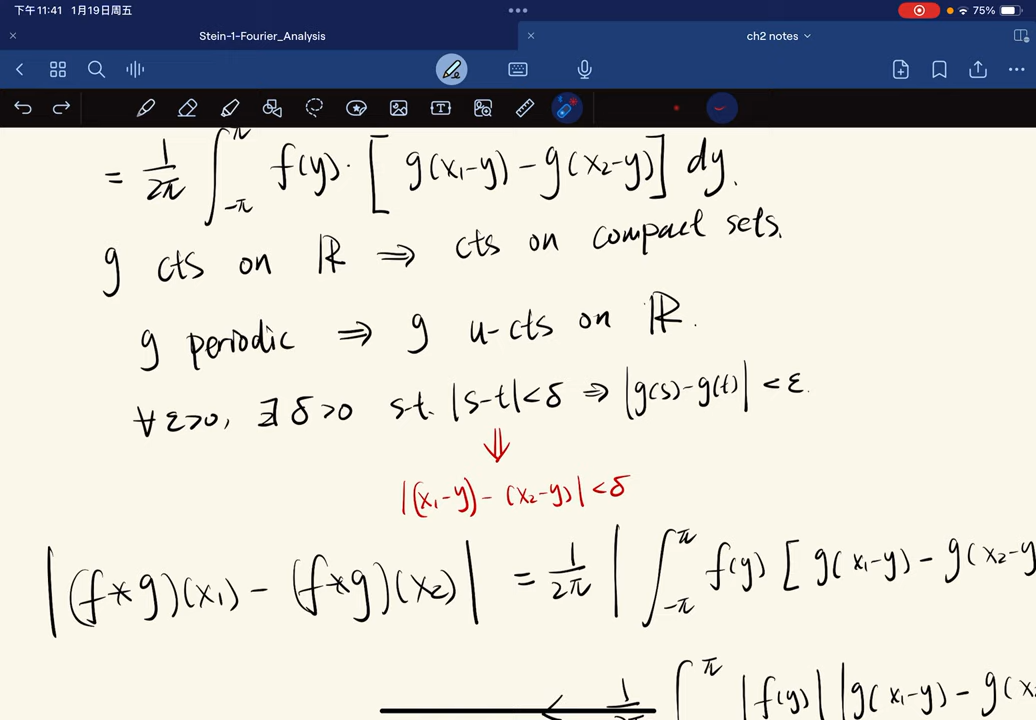 下午11:41 1月19日周五 75%
Stein-1-Fourier_Analysis
ch2 notes
= 1/2π ∫_{-π}^{π} f(y)· [ g(x₁-y) - g(x₂-y) ] dy.
g cts on ℝ ⇒ cts on compact sets.
g periodic ⇒ g u-cts on ℝ.
∀ ε>0, ∃ δ>0 st. |s-t|<δ ⇒ |g(s)-g(t)| < ε.
⇓
|(x₁-y) - (x₂-y)| < δ
|(f*g)(x₁) - (f*g)(x₂)| = 1/2π | ∫_{-π}^{π} f(y) [ g(x₁-y) - g(x₂-y
∫^{π} |f(y)| |g(x₁-y) - g(x